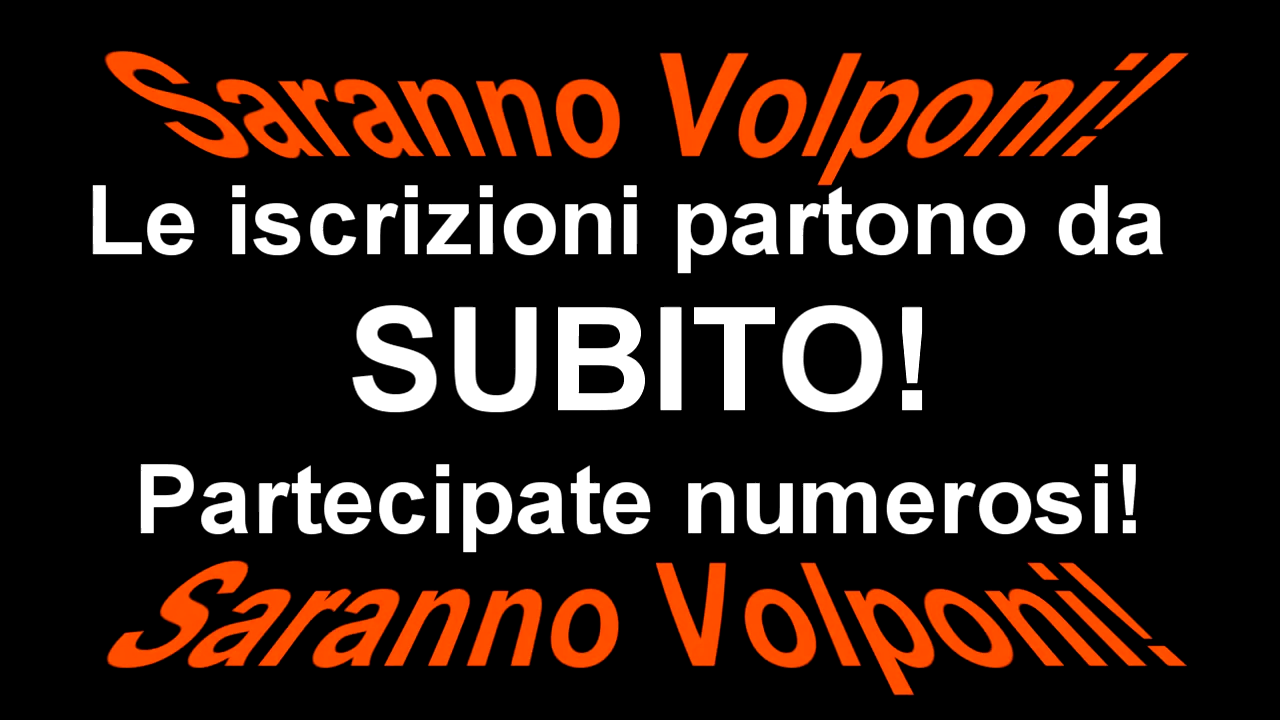 Saranno Volponi!
Le iscrizioni partono da
SUBITO!
Partecipate numerosi!
Saranno Volponi!